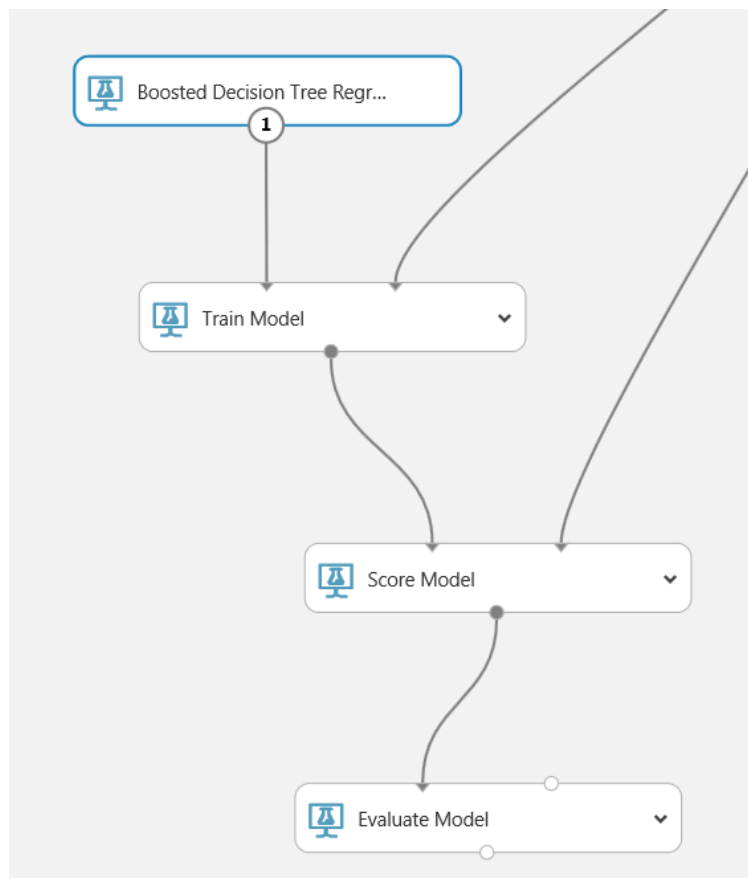 Boosted Decision Tree Regr...
1
Train Model
Score Model
Evaluate Model